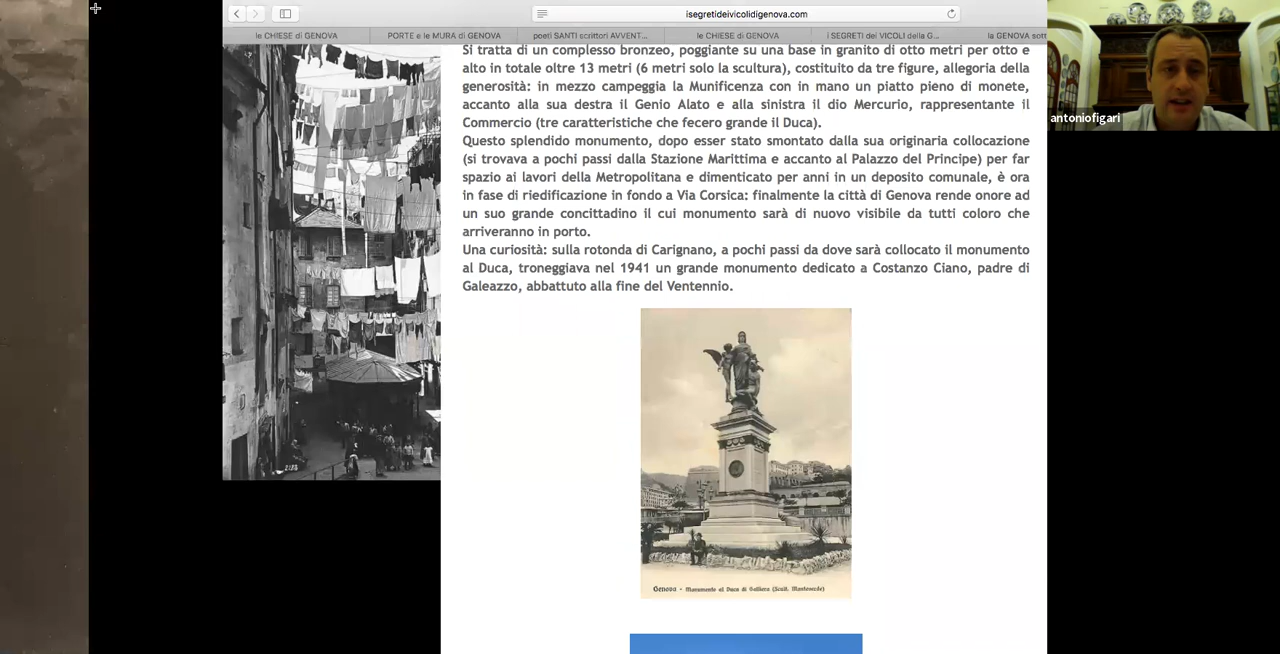 isegretideivicolidigenova.com
le CHIESE di GENOVA
PORTE e le MURA di GENOVA
poeti SANTI scrittori AVVENT...
le CHIESE di GENOVA
i SEGRETI dei VICOLI della G...
la GENOVA sott
Si tratta di un complesso bronzeo, poggiante su una base in granito di otto metri per otto e
alto in totale oltre 13 metri (6 metri solo la scultura), costituito da tre figure, allegoria della
generosità: in mezzo campeggia la Munificenza con in mano un piatto pieno di monete,
accanto alla sua destra il Genio Alato e alla sinistra il dio Mercurio, rappresentante il
Commercio (tre caratteristiche che fecero grande il Duca).
Questo splendido monumento, dopo esser stato smontato dalla sua originaria collocazione
(si trovava a pochi passi dalla Stazione Marittima e accanto al Palazzo del Principe) per far
spazio ai lavori della Metropolitana e dimenticato per anni in un deposito comunale, è ora
in fase di riedificazione in fondo a Via Corsica: finalmente la città di Genova rende onore ad
un suo grande concittadino il cui monumento sarà di nuovo visibile da tutti coloro che
arriveranno in porto.
Una curiosità: sulla rotonda di Carignano, a pochi passi da dove sarà collocato il monumento
al Duca, troneggiava nel 1941 un grande monumento dedicato a Costanzo Ciano, padre di
Galeazzo, abbattuto alla fine del Ventennio.
Genova - Monumento al Duca di Galliera (Scult. Monteverde)
antoniofigari